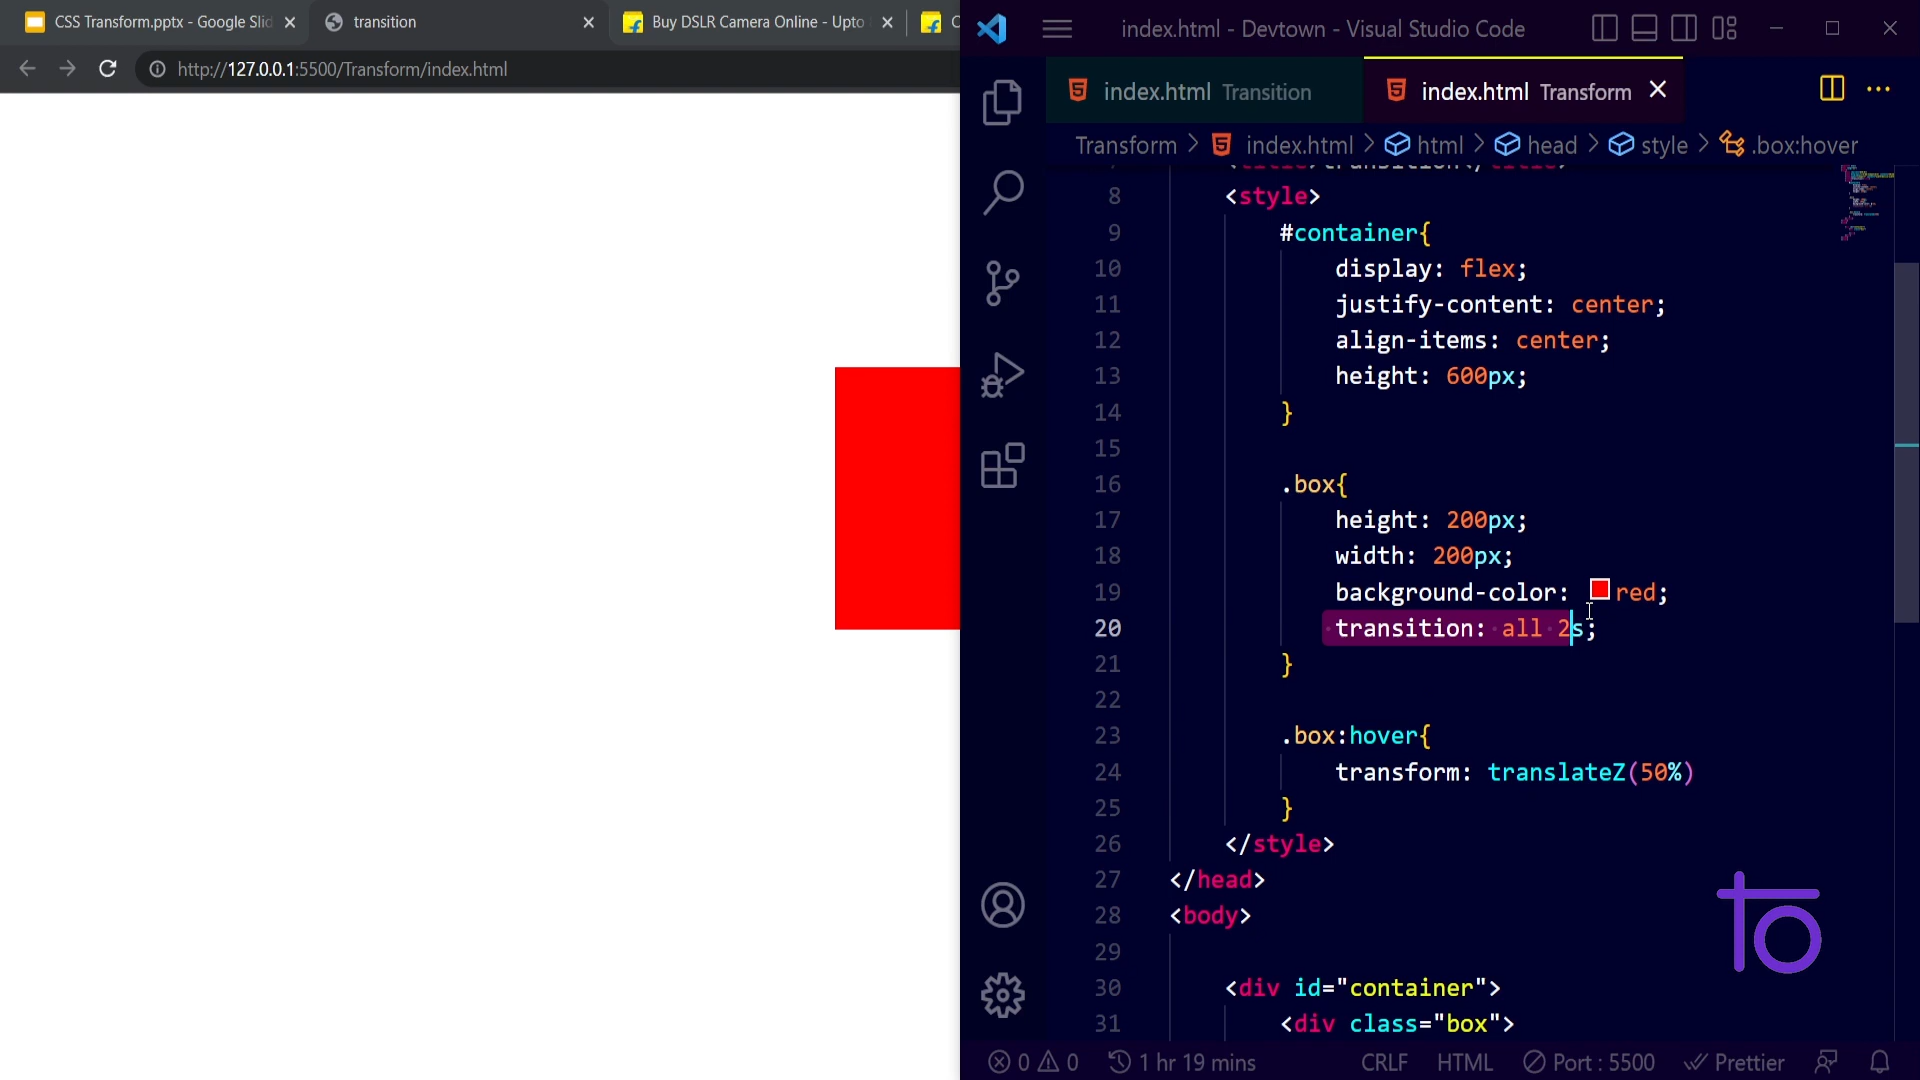 CSS Transform.pptx - Google Slid
transition
Buy DSLR Camera Online - Upto
http://127.0.0.1:5500/Transform/index.html
index.html - Devtown - Visual Studio Code
index.html Transition
index.html Transform
Transform > index.html > html > head > style > .box:hover
8 <style>
9 #container{
10 display: flex;
11 justify-content: center;
12 align-items: center;
13 height: 600px;
14 }
15
16 .box{
17 height: 200px;
18 width: 200px;
19 background-color: red;
20 transition: all 2s;
21 }
22
23 .box:hover{
24 transform: translateZ(50%)
25 }
26 </style>
27 </head>
28 <body>
29
30 <div id="container">
31 <div class="box">
0 0 1 hr 19 mins CRLF HTML Port : 5500 Prettier